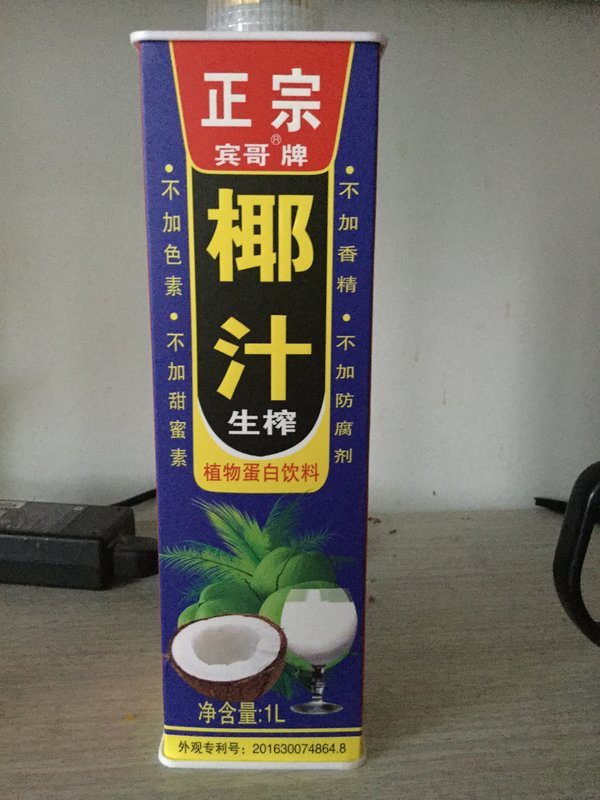 正宗
宾哥®牌
椰
汁
生榨
植物蛋白饮料
•不加色素
•不加甜蜜素
•不加香精
•不加防腐剂
净含量:1L
外观专利号：201630074864.8